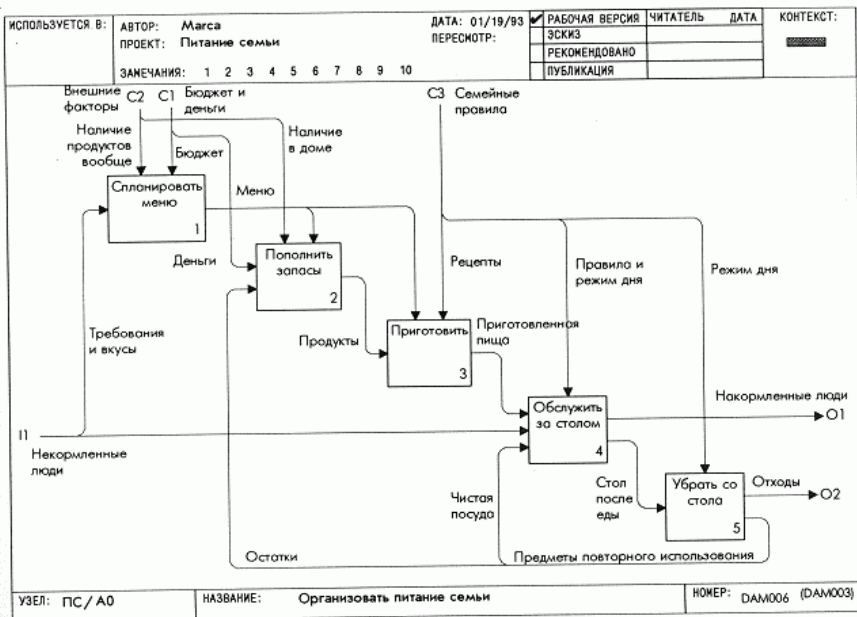 ИСПОЛЬЗУЕТСЯ В:
АВТОР: Marca
ПРОЕКТ: Питание семьи
ДАТА: 01/19/93
ПЕРЕСМОТР:
ЗАМЕЧАНИЯ: 1 2 3 4 5 6 7 8 9 10
РАБОЧАЯ ВЕРСИЯ
ЭСКИЗ
РЕКОМЕНДОВАНО
ПУБЛИКАЦИЯ
ЧИТАТЕЛЬ ДАТА
КОНТЕКСТ:
Внешние
факторы
C2
C1
Бюджет и
деньги
C3
Семейные
правила
Наличие
продуктов
вообще
Бюджет
Наличие
в доме
Спланировать
меню
1
Меню
Деньги
Пополнить
запасы
2
Рецепты
Правила и
режим дня
Режим дня
Требования
и вкусы
Продукты
Приготовить
3
Приготовленная
пища
Накормленные люди
O1
Обслужить
за столом
4
I1
Некормленные
люди
Чистая
посуда
Стол
после
еды
Убрать со
стола
5
Отходы
O2
Остатки
Предметы повторного использования
УЗЕЛ: ПС/А0
НАЗВАНИЕ: Организовать питание семьи
НОМЕР: DAM006 (DAM003)